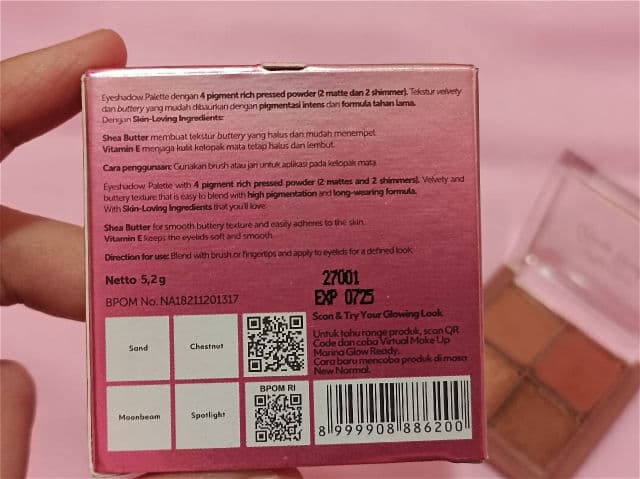 Eyeshadow Palette dengan 4 pigment rich pressed powder (2 matte dan 2 shimmer). Tekstur velvety
dan buttery yang mudah dibaurkan dengan pigmentasi intens dan formula tahan lama.
Dengan Skin-Loving Ingredients:
Shea Butter membuat tekstur buttery yang halus dan mudah menempel.
Vitamin E menjaga kulit kelopak mata tetap halus dan lembut.
Cara penggunaan: Gunakan brush atau jari untuk aplikasi pada kelopak mata
Eyeshadow Palette with 4 pigment rich pressed powder (2 mattes and 2 shimmers). Velvety and
buttery texture that is easy to blend with high pigmentation and long-wearing formula.
With Skin-Loving Ingredients that you'll love:
Shea Butter for smooth buttery texture and easily adheres to the skin.
Vitamin E keeps the eyelids soft and smooth.
Direction for use: Blend with brush or fingertips and apply to eyelids for a defined look.
Netto 5,2 g
BPOM No. NA18211201317
27001
EXP 0725
Scan & Try Your Glowing Look
Untuk tahu range produk, scan QR
Code dan coba Virtual Make Up
Marina Glow Ready.
Cara baru mencoba produk di masa
New Normal.
Sand
Chestnut
Moonbeam
Spotlight
BPOM RI
8 999908 886200